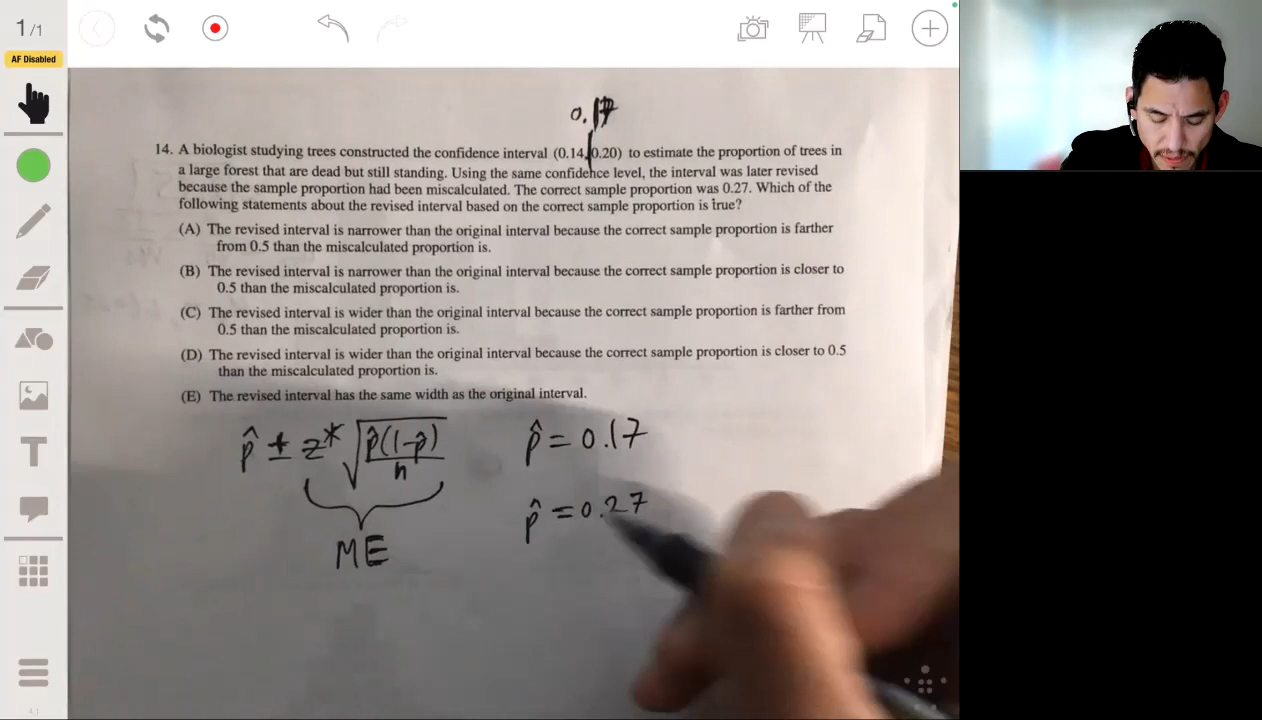 1/1
AF Disabled
0.17
14. A biologist studying trees constructed the confidence interval (0.14, 0.20) to estimate the proportion of trees in
a large forest that are dead but still standing. Using the same confidence level, the interval was later revised
because the sample proportion had been miscalculated. The correct sample proportion was 0.27. Which of the
following statements about the revised interval based on the correct sample proportion is true?
(A) The revised interval is narrower than the original interval because the correct sample proportion is farther
from 0.5 than the miscalculated proportion is.
(B) The revised interval is narrower than the original interval because the correct sample proportion is closer to
0.5 than the miscalculated proportion is.
(C) The revised interval is wider than the original interval because the correct sample proportion is farther from
0.5 than the miscalculated proportion is.
(D) The revised interval is wider than the original interval because the correct sample proportion is closer to 0.5
than the miscalculated proportion is.
(E) The revised interval has the same width as the original interval.
p̂ ± z* √(p̂(1-p̂)/n)
ME
p̂ = 0.17
p̂ = 0.27